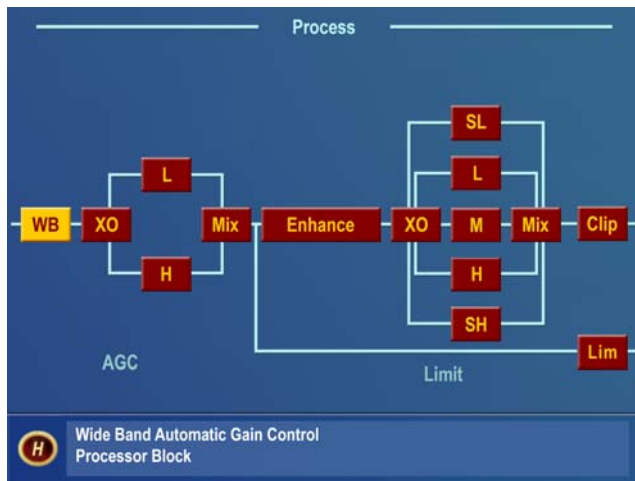 Process
SL
L
L
WB
XO
Mix
Enhance
XO
M
Mix
Clip
H
H
SH
Lim
AGC
Limit
H
Wide Band Automatic Gain Control
Processor Block